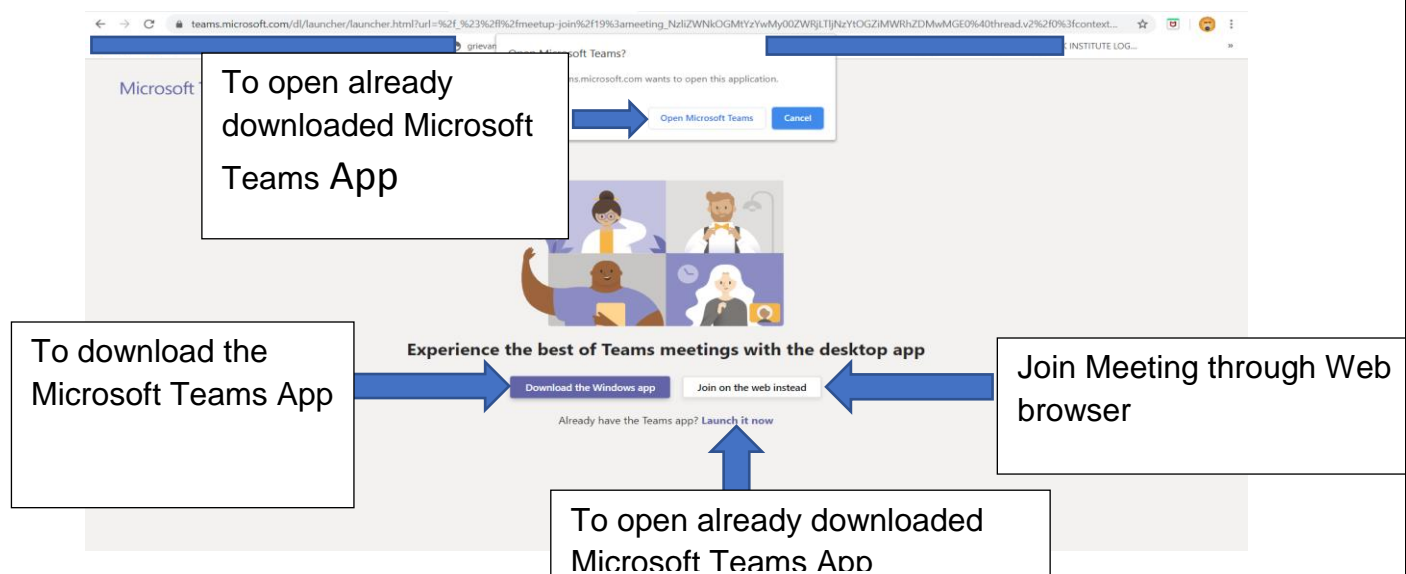 teams.microsoft.com/dl/launcher/launcher.html?url=%2f_%23%2fl%2fmeetup-join%2f19%3ameeting_NzliZWNkOGMtYzYwMy00ZWRjLTljNzYtOGZiMWRhZDMwMGE0%40thread.v2%2f0%3fcontext...
INSTITUTE LOG...
»
Open Microsoft Teams?
wants to open this application.
Open Microsoft Teams
Cancel
Microsoft
To open already
downloaded Microsoft
Teams App
Experience the best of Teams meetings with the desktop app
Download the Windows app
Join on the web instead
Already have the Teams app? Launch it now
To download the
Microsoft Teams App
Join Meeting through Web
browser
To open already downloaded
Microsoft Teams App